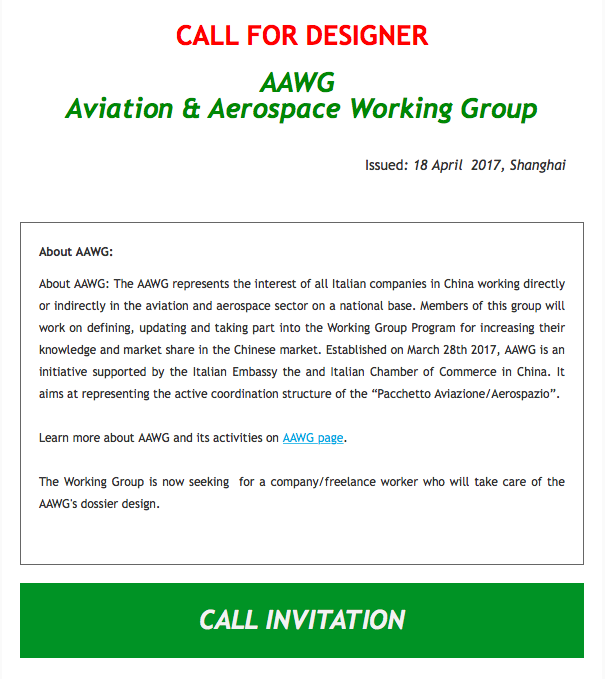 CALL FOR DESIGNER
AAWG
Aviation & Aerospace Working Group
Issued: 18 April 2017, Shanghai
About AAWG:
About AAWG: The AAWG represents the interest of all Italian companies in China working directly
or indirectly in the aviation and aerospace sector on a national base. Members of this group will
work on defining, updating and taking part into the Working Group Program for increasing their
knowledge and market share in the Chinese market. Established on March 28th 2017, AAWG is an
initiative supported by the Italian Embassy the and Italian Chamber of Commerce in China. It
aims at representing the active coordination structure of the “Pacchetto Aviazione/Aerospazio”.
Learn more about AAWG and its activities on AAWG page.
The Working Group is now seeking for a company/freelance worker who will take care of the
AAWG's dossier design.
CALL INVITATION